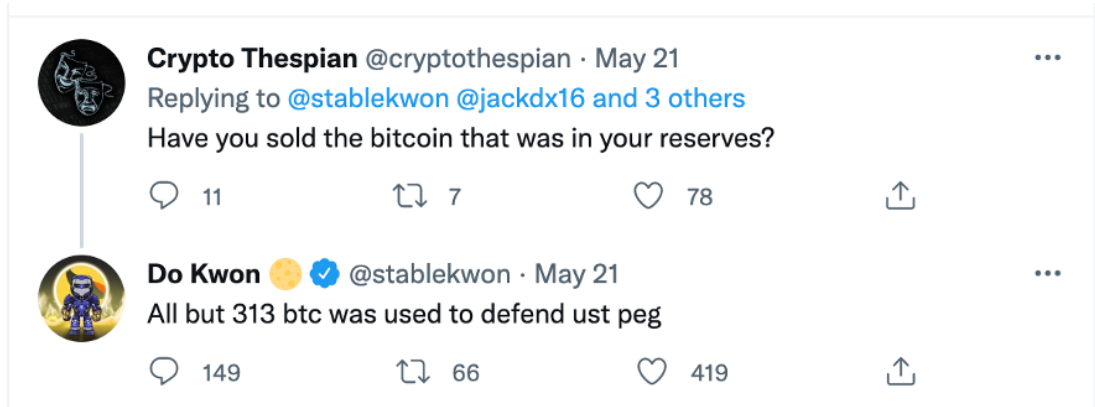 Crypto Thespian @cryptothespian · May 21
Replying to @stablekwon @jackdx16 and 3 others
Have you sold the bitcoin that was in your reserves?
11 7 78
Do Kwon @stablekwon · May 21
All but 313 btc was used to defend ust peg
149 66 419